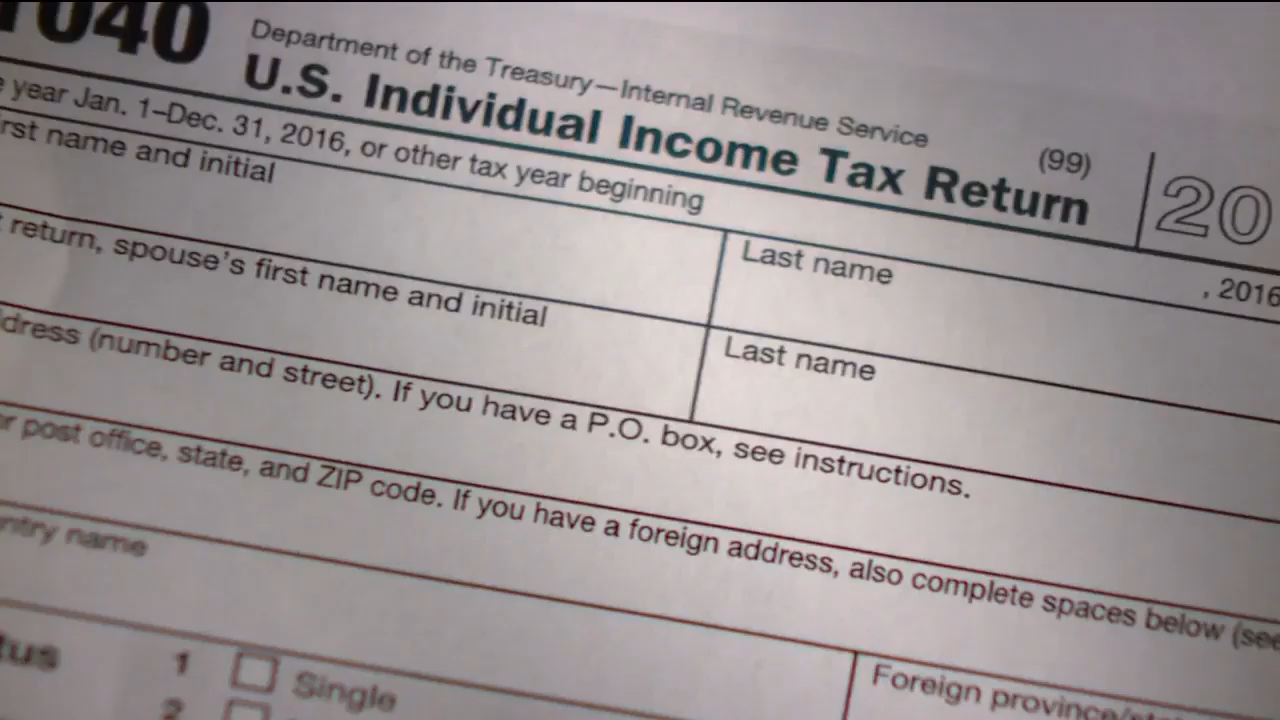 1040
Department of the Treasury—Internal Revenue Service
U.S. Individual Income Tax Return
(99)
20
year Jan. 1–Dec. 31, 2016, or other tax year beginning
, 2016
rst name and initial
Last name
return, spouse's first name and initial
Last name
dress (number and street). If you have a P.O. box, see instructions.
or post office, state, and ZIP code. If you have a foreign address, also complete spaces below (see
ntry name
Foreign province/
tus
1
Single
2